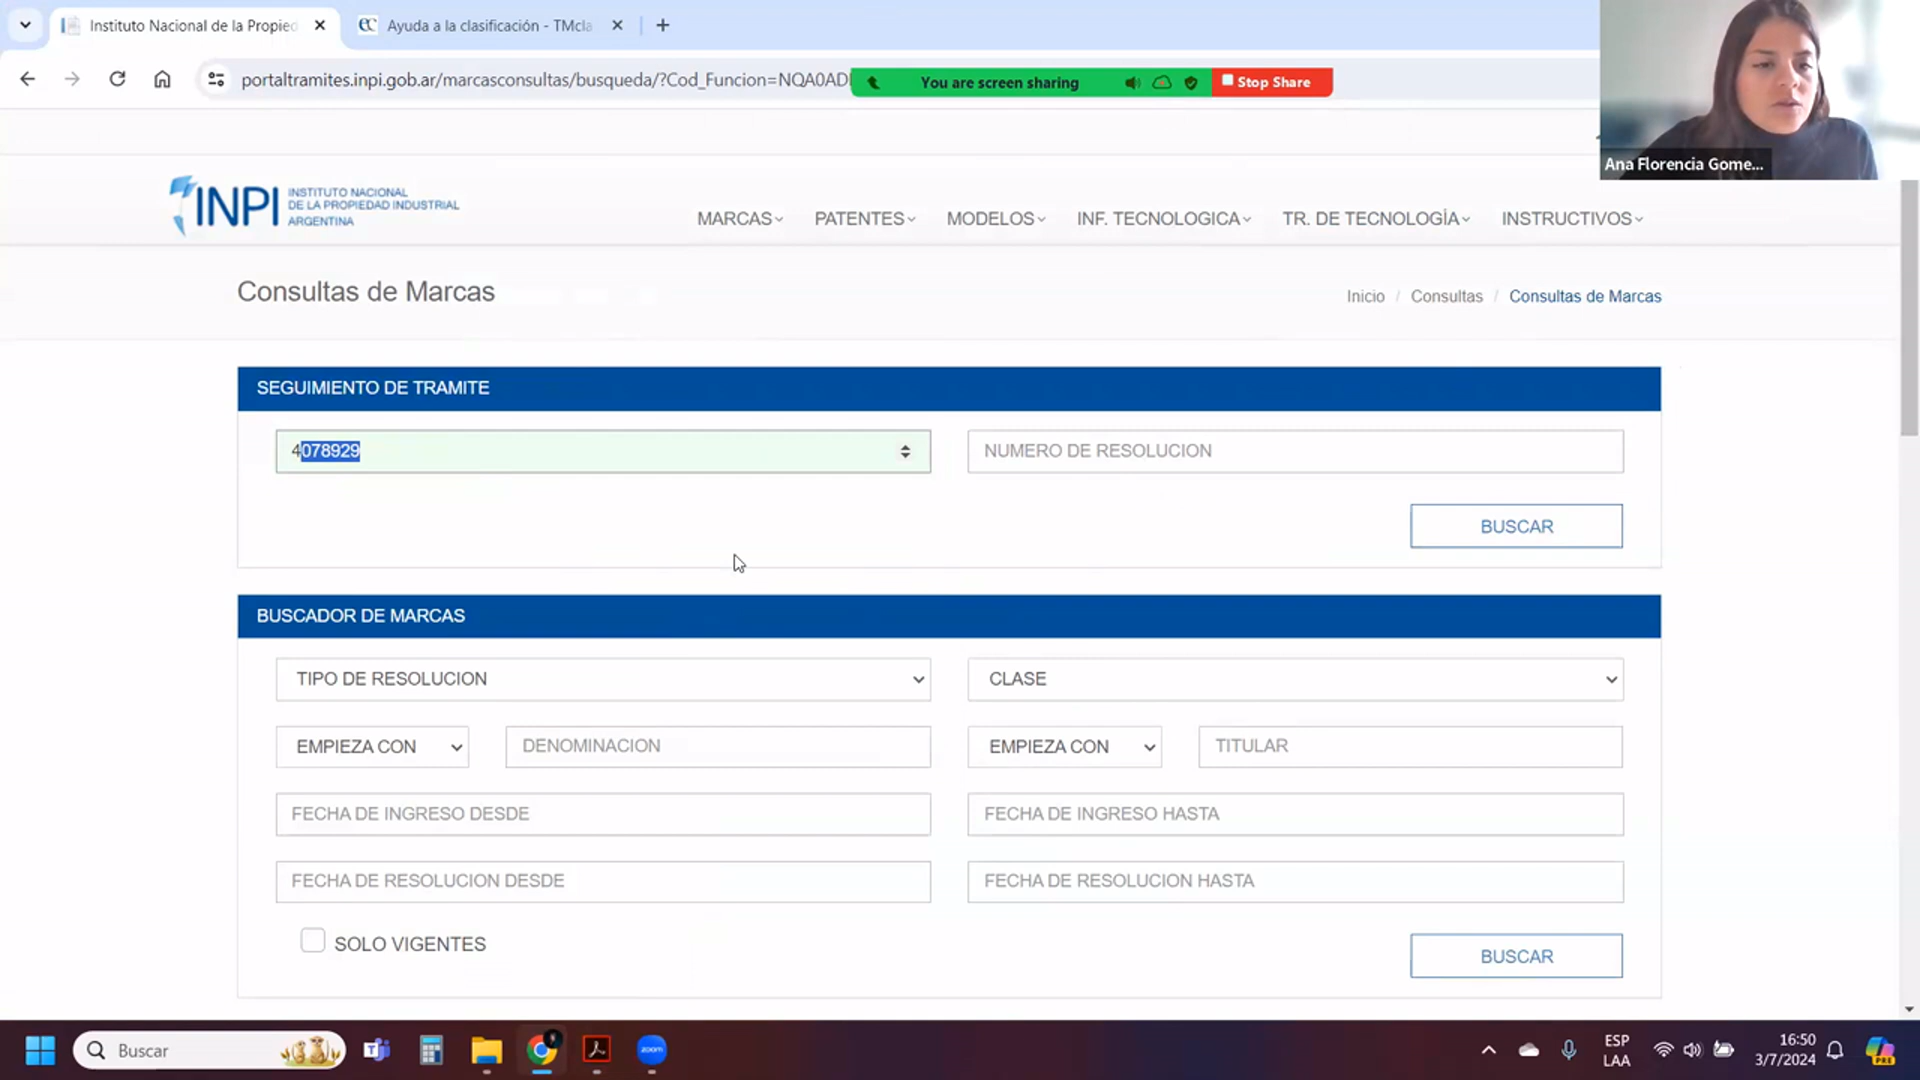 Instituto Nacional de la Propied
Ayuda a la clasificación - TMcla
portaltramites.inpi.gob.ar/marcasconsultas/busqueda/?Cod_Funcion=NQA0ADI
You are screen sharing
Stop Share
Ana Florencia Gome...
INPI
INSTITUTO NACIONAL
DE LA PROPIEDAD INDUSTRIAL
ARGENTINA
MARCAS
PATENTES
MODELOS
INF. TECNOLOGICA
TR. DE TECNOLOGÍA
INSTRUCTIVOS
Consultas de Marcas
Inicio / Consultas / Consultas de Marcas
SEGUIMIENTO DE TRAMITE
4078929
NUMERO DE RESOLUCION
BUSCAR
BUSCADOR DE MARCAS
TIPO DE RESOLUCION
CLASE
EMPIEZA CON
DENOMINACION
EMPIEZA CON
TITULAR
FECHA DE INGRESO DESDE
FECHA DE INGRESO HASTA
FECHA DE RESOLUCION DESDE
FECHA DE RESOLUCION HASTA
SOLO VIGENTES
BUSCAR
Buscar
zoom
ESP
LAA
16:50
3/7/2024
PRE